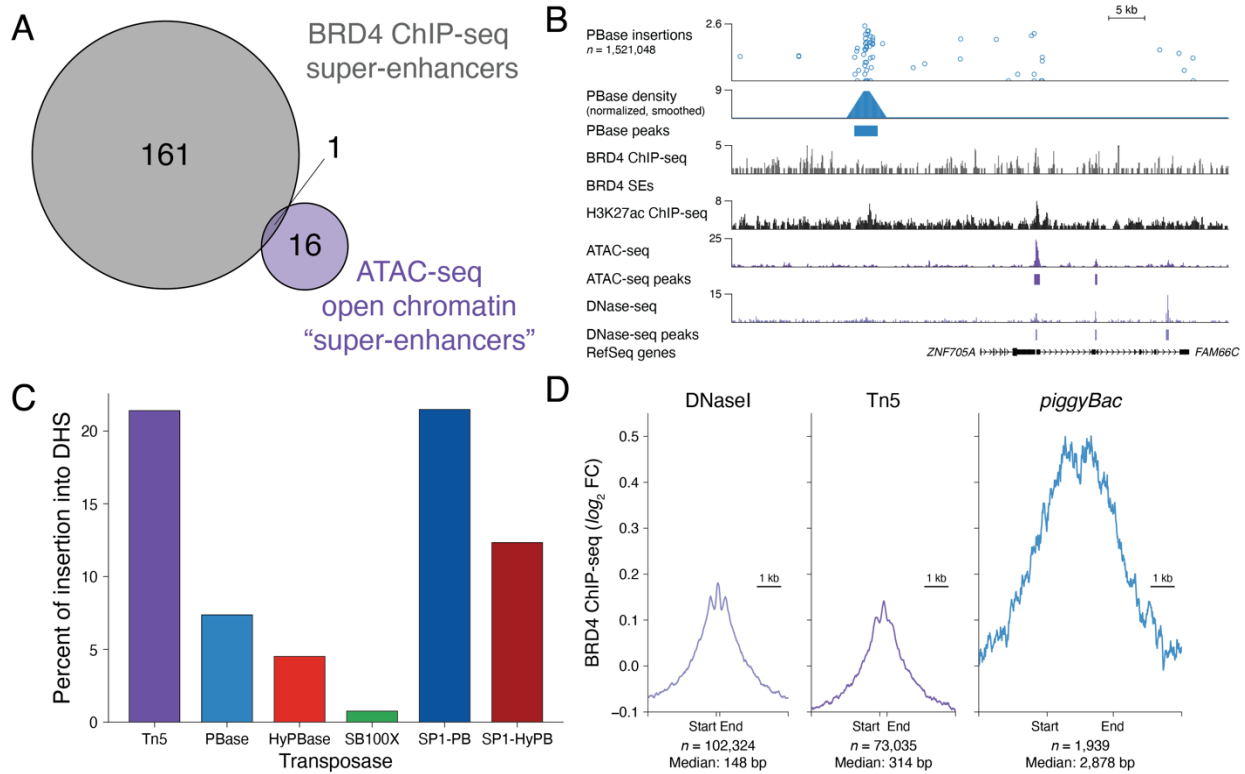 A
BRD4 ChIP-seq
super-enhancers
161
1
16
ATAC-seq
open chromatin
“super-enhancers”
B
5 kb
PBase insertions
n = 1,521,048
2.6
PBase density
(normalized, smoothed)
9
PBase peaks
BRD4 ChIP-seq
5
BRD4 SEs
H3K27ac ChIP-seq
8
ATAC-seq
25
ATAC-seq peaks
DNase-seq
15
DNase-seq peaks
RefSeq genes
ZNF705A
FAM66C
C
Percent of insertion into DHS
20
15
10
5
0
Tn5 PBase HyPBase SB100X SP1-PB SP1-HyPB
Transposase
D
DNaseI Tn5 piggyBac
BRD4 ChIP-seq (log2 FC)
0.5
0.4
0.3
0.2
0.1
0.0
−0.1
1 kb 1 kb 1 kb
Start End Start End Start End
n = 102,324 n = 73,035 n = 1,939
Median: 148 bp Median: 314 bp Median: 2,878 bp